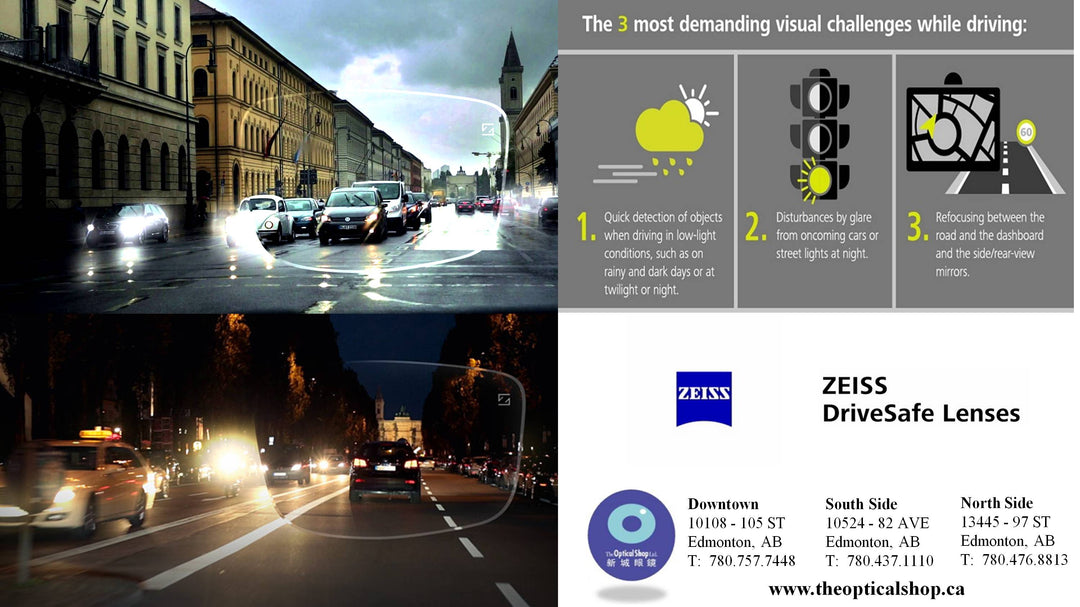 The 3 most demanding visual challenges while driving:
60
1. Quick detection of objects
when driving in low-light
conditions, such as on
rainy and dark days or at
twilight or night.
2. Disturbances by glare
from oncoming cars or
street lights at night.
3. Refocusing between the
road and the dashboard
and the side/rear-view
mirrors.
ZEISS
ZEISS
DriveSafe Lenses
The Optical Shop Ltd.
新城眼鏡
Downtown
10108 - 105 ST
Edmonton, AB
T: 780.757.7448
South Side
10524 - 82 AVE
Edmonton, AB
T: 780.437.1110
North Side
13445 - 97 ST
Edmonton, AB
T: 780.476.8813
www.theopticalshop.ca